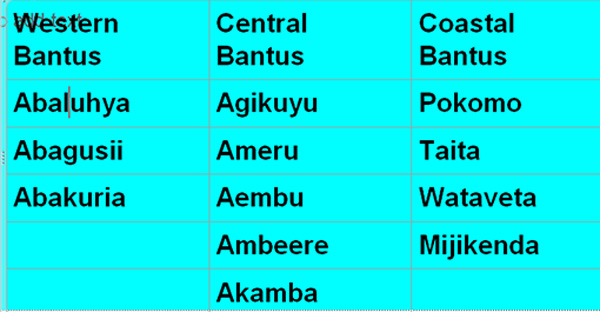 Western Bantus Central Bantus Coastal Bantus
Abaluhya Agikuyu Pokomo
Abagusii Ameru Taita
Abakuria Aembu Wataveta
Ambeere Mijikenda
Akamba